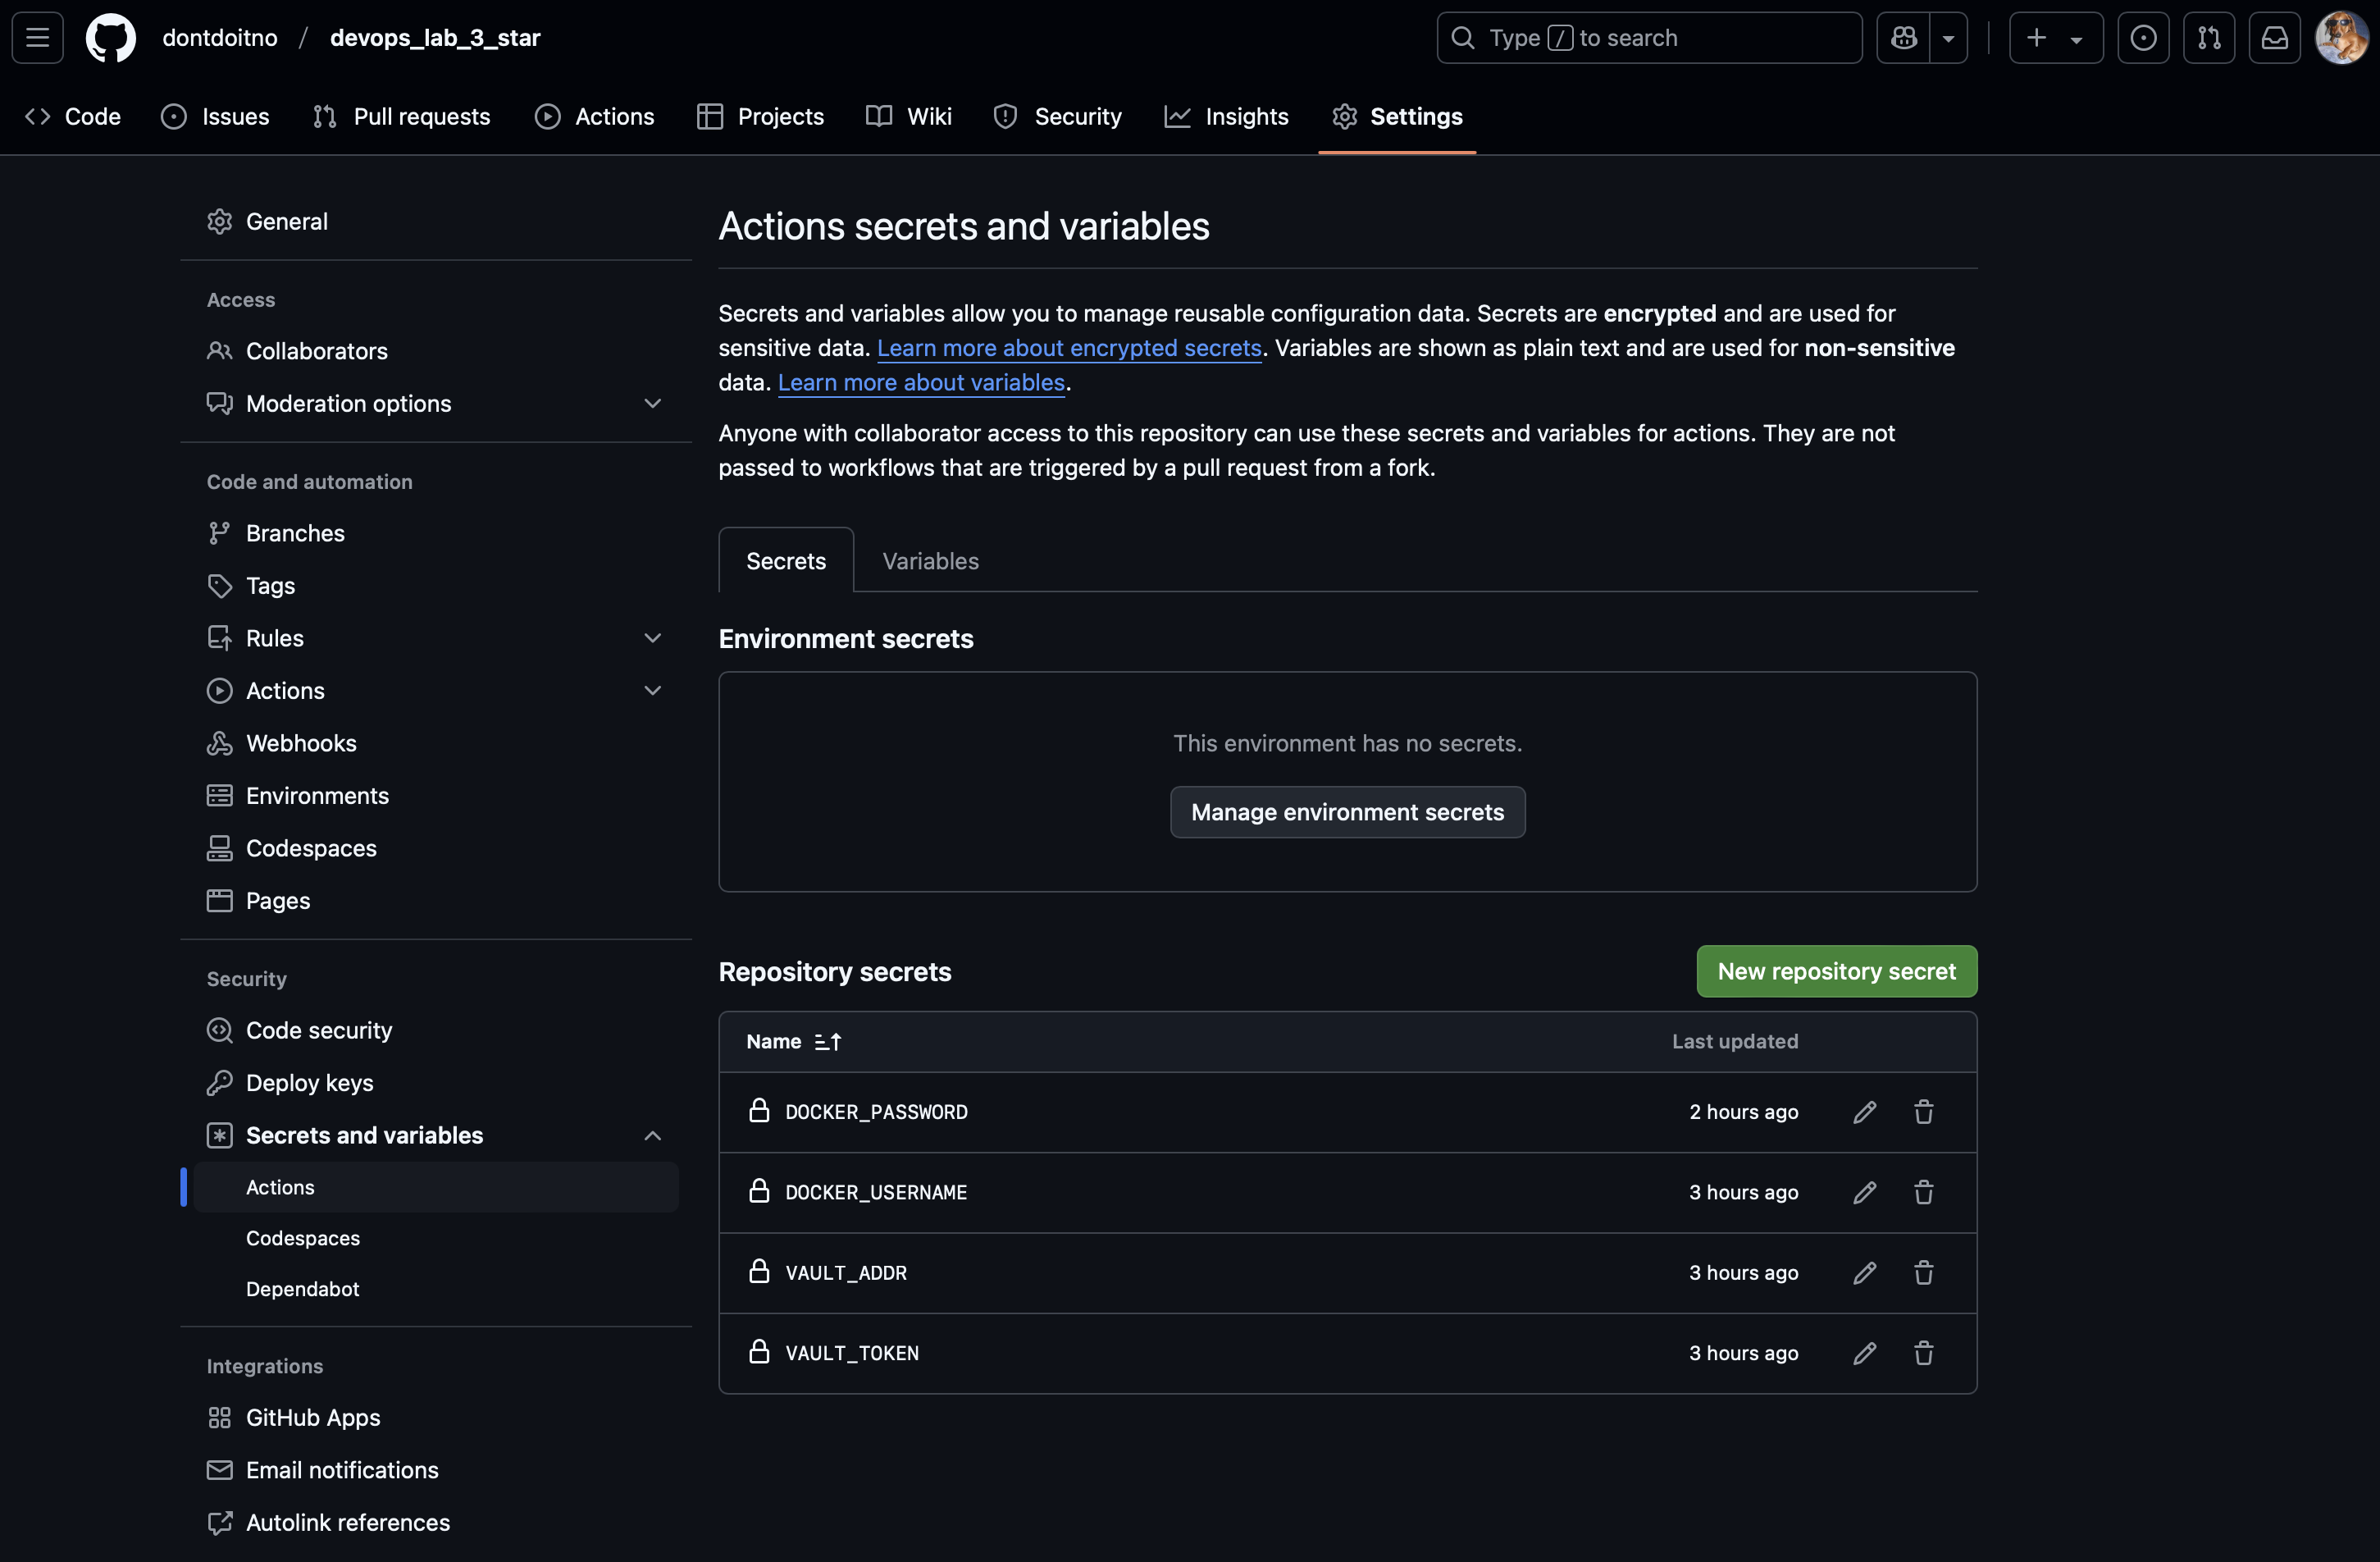 dontdoitno / devops_lab_3_star
Type / to search
Code
Issues
Pull requests
Actions
Projects
Wiki
Security
Insights
Settings
General
Access
Collaborators
Moderation options
Code and automation
Branches
Tags
Rules
Actions
Webhooks
Environments
Codespaces
Pages
Security
Code security
Deploy keys
Secrets and variables
Actions
Codespaces
Dependabot
Integrations
GitHub Apps
Email notifications
Autolink references
Actions secrets and variables
Secrets and variables allow you to manage reusable configuration data. Secrets are encrypted and are used for
sensitive data. Learn more about encrypted secrets. Variables are shown as plain text and are used for non-sensitive
data. Learn more about variables.
Anyone with collaborator access to this repository can use these secrets and variables for actions. They are not
passed to workflows that are triggered by a pull request from a fork.
Secrets
Variables
Environment secrets
This environment has no secrets.
Manage environment secrets
Repository secrets
New repository secret
Name
Last updated
DOCKER_PASSWORD
2 hours ago
DOCKER_USERNAME
3 hours ago
VAULT_ADDR
3 hours ago
VAULT_TOKEN
3 hours ago